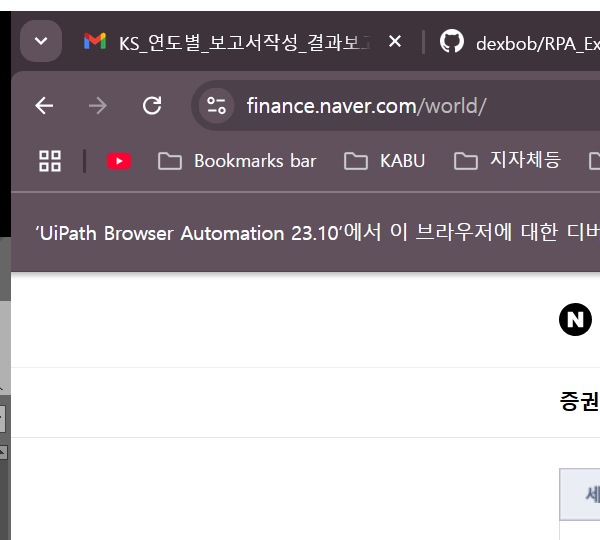 KS_연도별_보고서작성_결과보고
dexbob/RPA_Ex
finance.naver.com/world/
Bookmarks bar KABU 지자체등
'UiPath Browser Automation 23.10'에서 이 브라우저에 대한 디버
N
증권
세